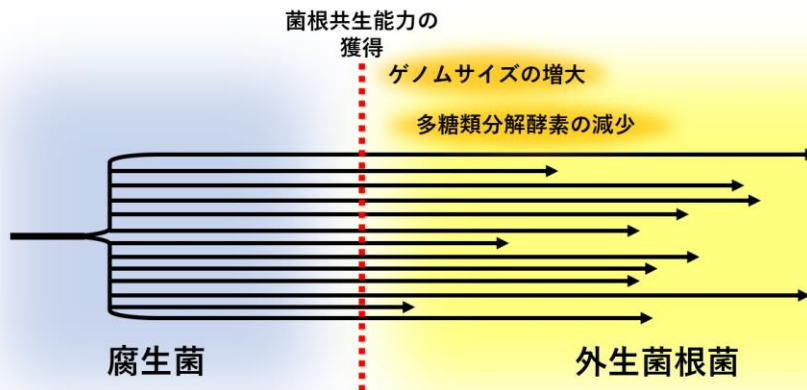 菌根共生能力の
獲得
ゲノムサイズの増大
多糖類分解酵素の減少
腐生菌
外生菌根菌